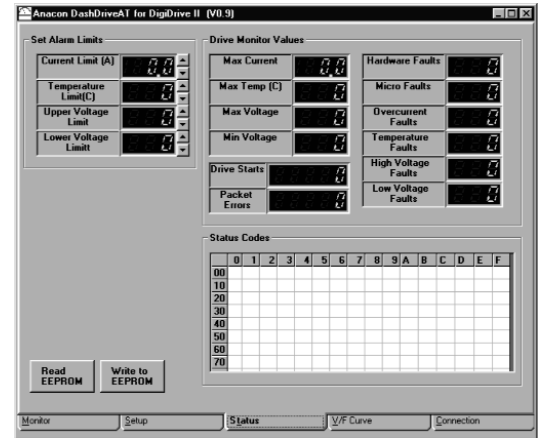 Anacon DashDriveAT for DigiDrive II (V0.9)
Set Alarm Limits
Current Limit (A) 0.0
Temperature Limit(C) 0
Upper Voltage Limit 0
Lower Voltage Limitt 0
Drive Monitor Values
Max Current 0.0
Max Temp (C) 0
Max Voltage 0
Min Voltage 0
Drive Starts 0
Packet Errors 0
Hardware Faults 0
Micro Faults 0
Overcurrent Faults 0
Temperature Faults 0
High Voltage Faults 0
Low Voltage Faults 0
Status Codes
0 1 2 3 4 5 6 7 8 9 A B C D E F
00
10
20
30
40
50
60
70
Read EEPROM
Write to EEPROM
Monitor Setup Status V/F Curve Connection